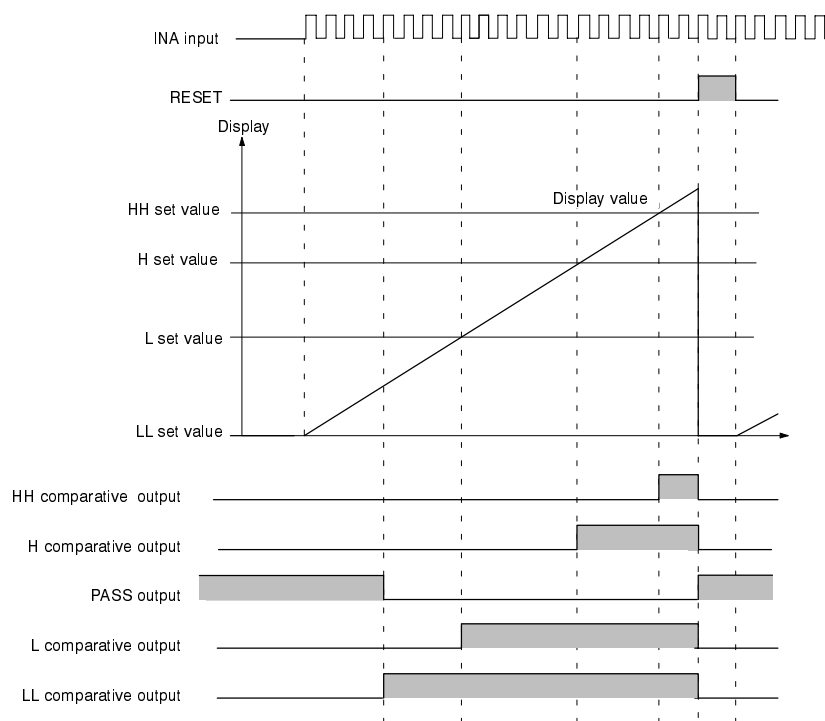 INA input
RESET
Display
Display value
HH set value
H set value
L set value
LL set value
HH comparative output
H comparative output
PASS output
L comparative output
LL comparative output